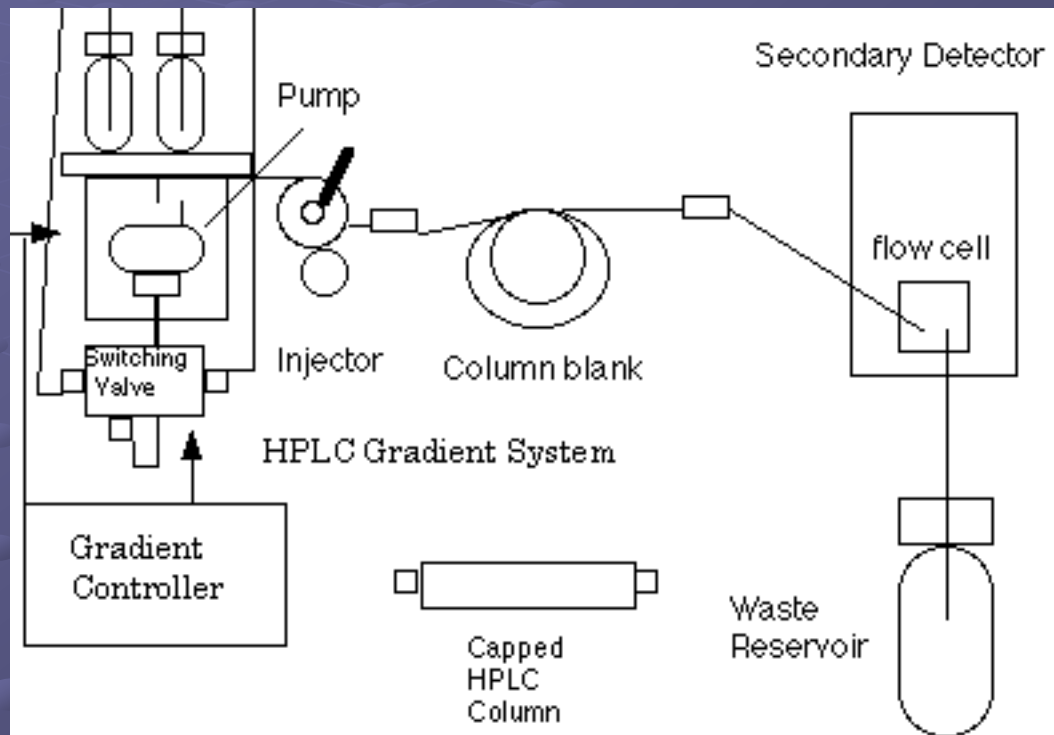 Secondary Detector
Pump
flow cell
Switching
Valve
Injector
Column blank
HPLC Gradient System
Gradient
Controller
Capped
HPLC
Column
Waste
Reservoir